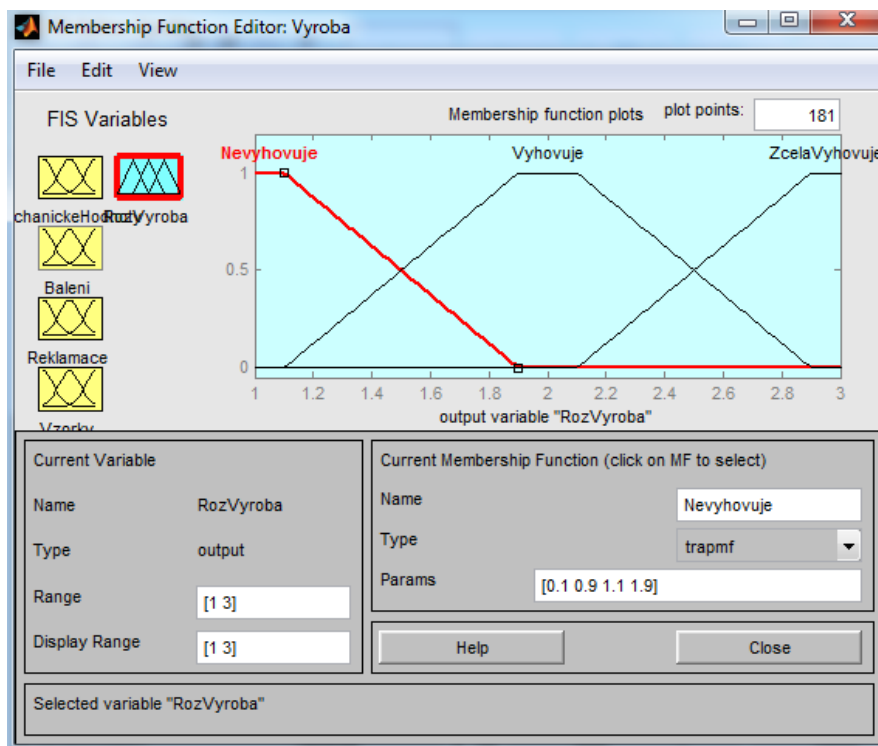 Membership Function Editor: Vyroba
File Edit View
FIS Variables
Membership function plots plot points: 181
Nevyhovuje Vyhovuje ZcelaVyhovuje
chanickeHodnoty RozVyroba
Baleni
Reklamace
Vzorky
1
0.5
0
1 1.2 1.4 1.6 1.8 2 2.2 2.4 2.6 2.8 3
output variable "RozVyroba"
Current Variable
Name RozVyroba
Type output
Range [1 3]
Display Range [1 3]
Current Membership Function (click on MF to select)
Name Nevyhovuje
Type trapmf
Params [0.1 0.9 1.1 1.9]
Help Close
Selected variable "RozVyroba"